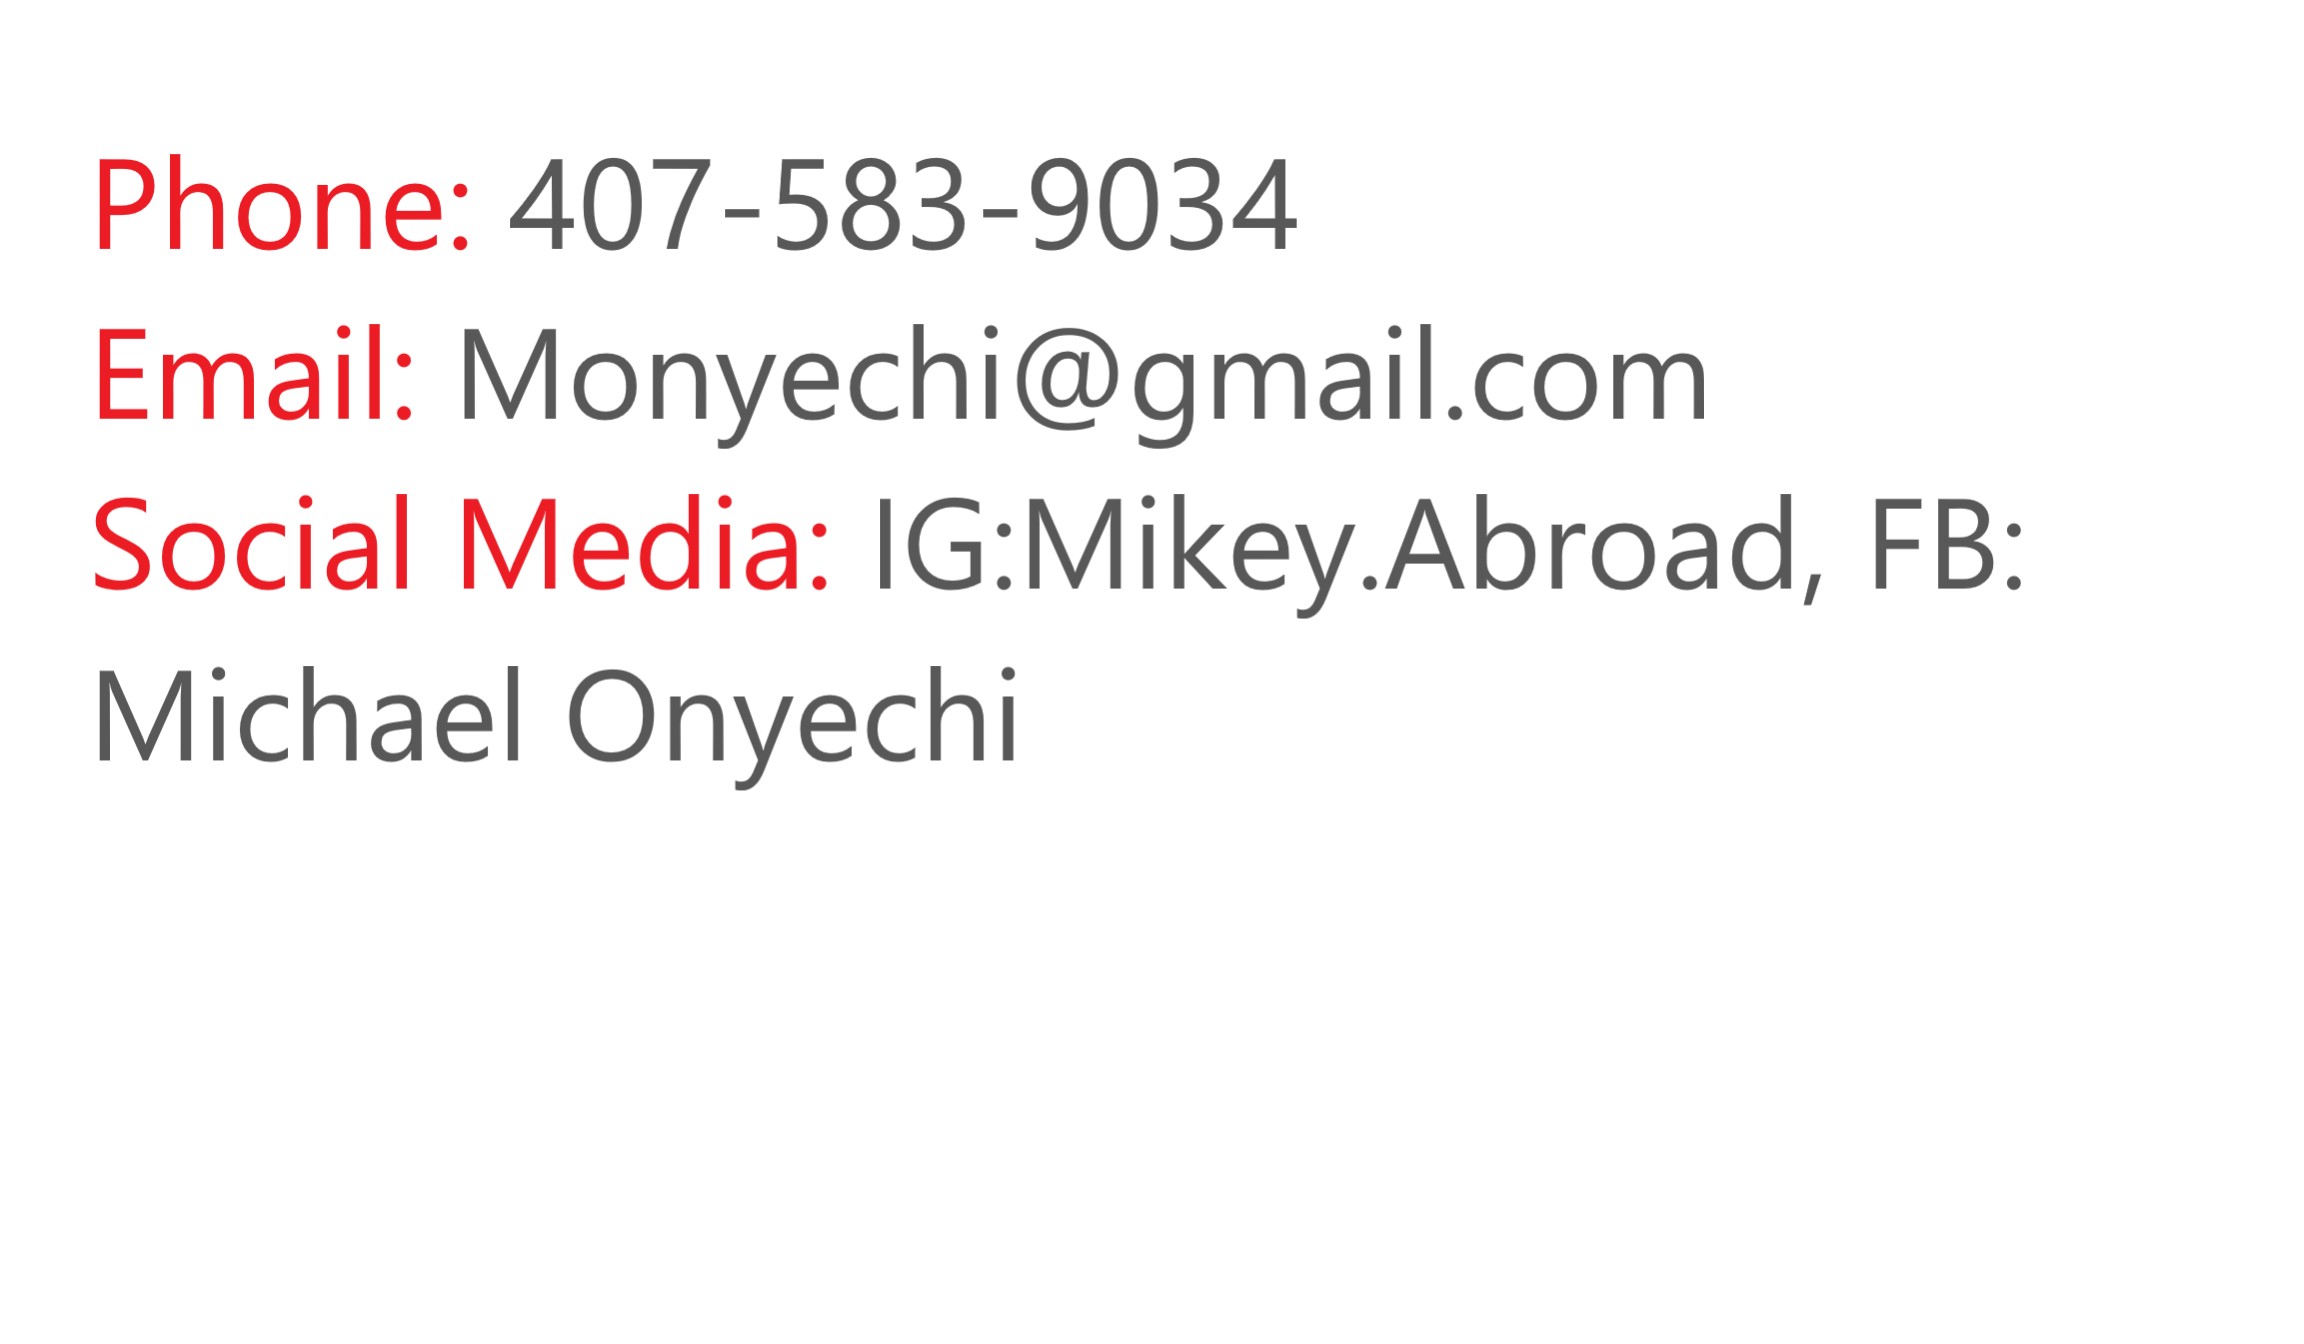 Phone: 407-583-9034
Email: Monyechi@gmail.com
Social Media: IG:Mikey.Abroad, FB:
Michael Onyechi